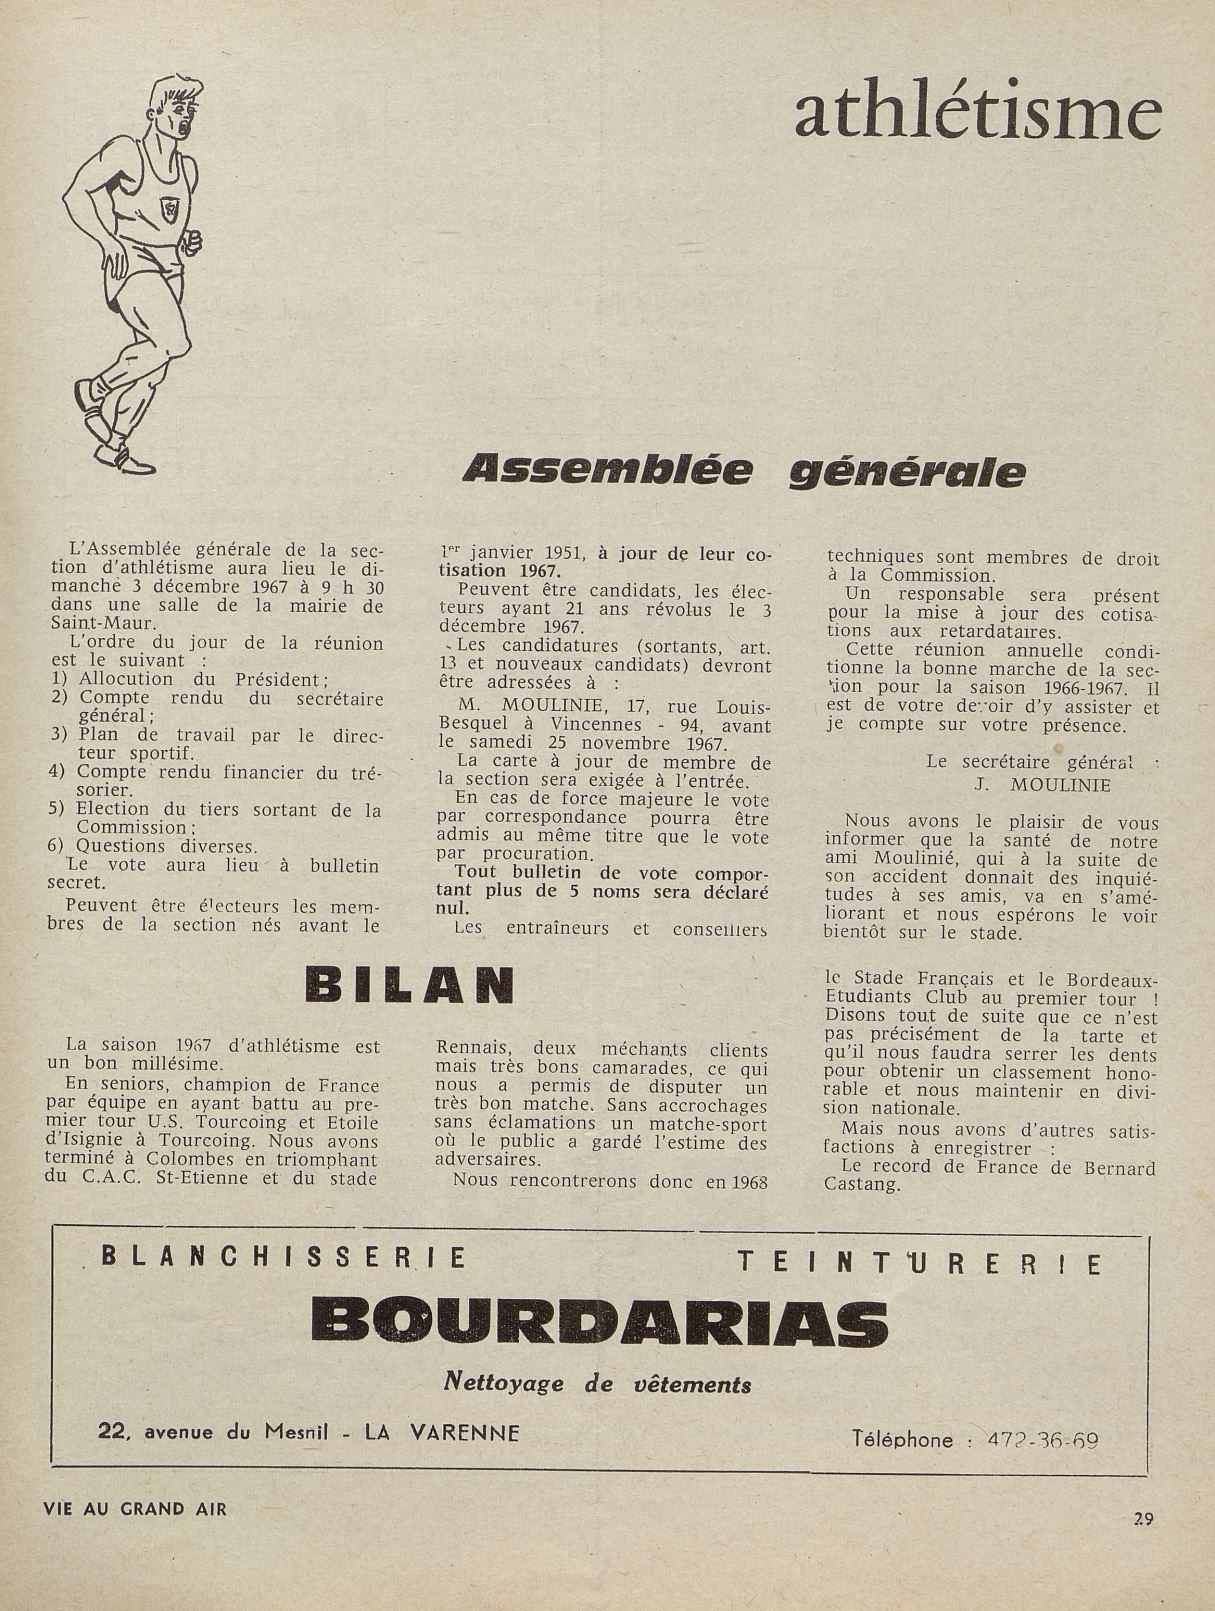 athlétisme
Assemblée générale
L'Assemblée générale de la sec-
tion d'athlétisme aura lieu le di-
manche 3 décembre 1967 à 9 h 30
dans une salle de la mairie de
Saint-Maur.
L'ordre du jour de la réunion
est le suivant :
1) Allocution du Président;
2) Compte rendu du secrétaire
général;
3) Plan de travail par le direc-
teur sportif.
4) Compte rendu financier du tré-
sorier.
5) Election du tiers sortant de la
Commission;
6) Questions diverses.
Le vote aura lieu à bulletin
secret.
Peuvent être électeurs les mem-
bres de la section nés avant le
1er janvier 1951, à jour de leur co-
tisation 1967.
Peuvent être candidats, les élec-
teurs ayant 21 ans révolus le 3
décembre 1967.
Les candidatures (sortants, art.
13 et nouveaux candidats) devront
être adressées à :
M. MOULINIE, 17, rue Louis-
Besquel à Vincennes - 94, avant
le samedi 25 novembre 1967.
La carte à jour de membre de
la section sera exigée à l'entrée.
En cas de force majeure le vote
par correspondance pourra être
admis au même titre que le vote
par procuration.
Tout bulletin de vote compor-
tant plus de 5 noms sera déclaré
nul.
Les entraîneurs et conseillers
techniques sont membres de droit
à la Commission.
Un responsable sera présent
pour la mise à jour des cotisa-
tions aux retardataires.
Cette réunion annuelle condi-
tionne la bonne marche de la sec-
tion pour la saison 1966-1967. Il
est de votre devoir d'y assister et
je compte sur votre présence.
Le secrétaire général :
J. MOULINIE
Nous avons le plaisir de vous
informer que la santé de notre
ami Moulinié, qui à la suite de
son accident donnait des inquié-
tudes à ses amis, va en s'amé-
liorant et nous espérons le voir
bientôt sur le stade.
BILAN
La saison 1967 d'athlétisme est
un bon millésime.
En seniors, champion de France
par équipe en ayant battu au pre-
mier tour U.S. Tourcoing et Etoile
d'Isignie à Tourcoing. Nous avons
terminé à Colombes en triomphant
du C.A.C. St-Etienne et du stade
Rennais, deux méchants clients
mais très bons camarades, ce qui
nous a permis de disputer un
très bon matche. Sans accrochages
sans éclamations un matche-sport
où le public a gardé l'estime des
adversaires.
Nous rencontrerons donc en 1968
le Stade Français et le Bordeaux-
Etudiants Club au premier tour !
Disons tout de suite que ce n'est
pas précisément de la tarte et
qu'il nous faudra serrer les dents
pour obtenir un classement hono-
rable et nous maintenir en divi-
sion nationale.
Mais nous avons d'autres satis-
factions à enregistrer :
Le record de France de Bernard
Castang.
BLANCHISSERIE TEINTURERIE
BOURDARIAS
Nettoyage de vêtements
22, avenue du Mesnil - LA VARENNE
Téléphone : 472-36-69
VIE AU GRAND AIR
29